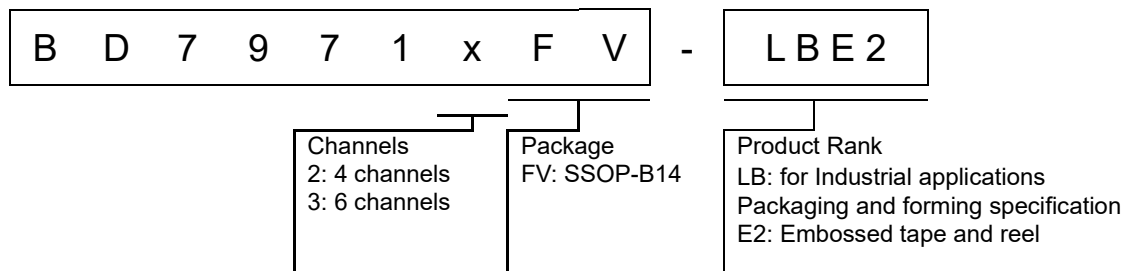 B D 7 9 7 1 x F V - L B E 2
Channels
2: 4 channels
3: 6 channels
Package
FV: SSOP-B14
Product Rank
LB: for Industrial applications
Packaging and forming specification
E2: Embossed tape and reel